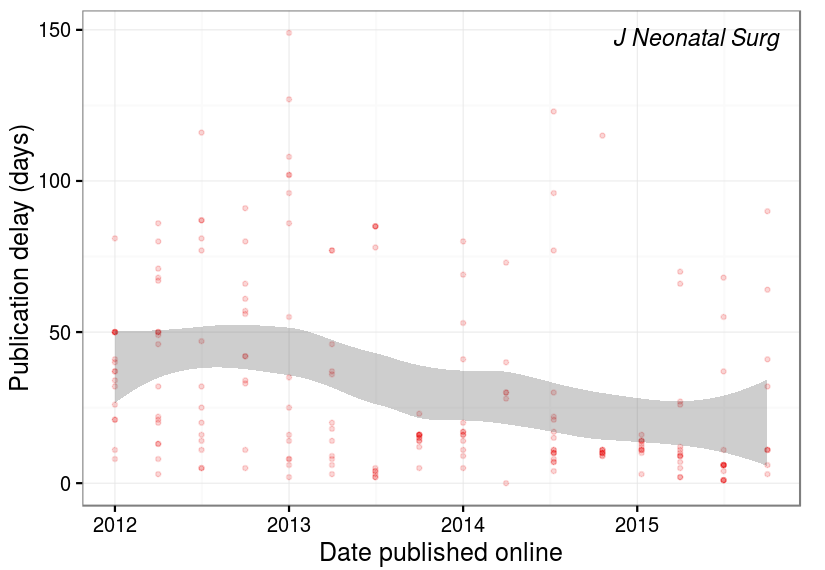 J Neonatal Surg
Publication delay (days)
150
100
50
0
2012 2013 2014 2015
Date published online